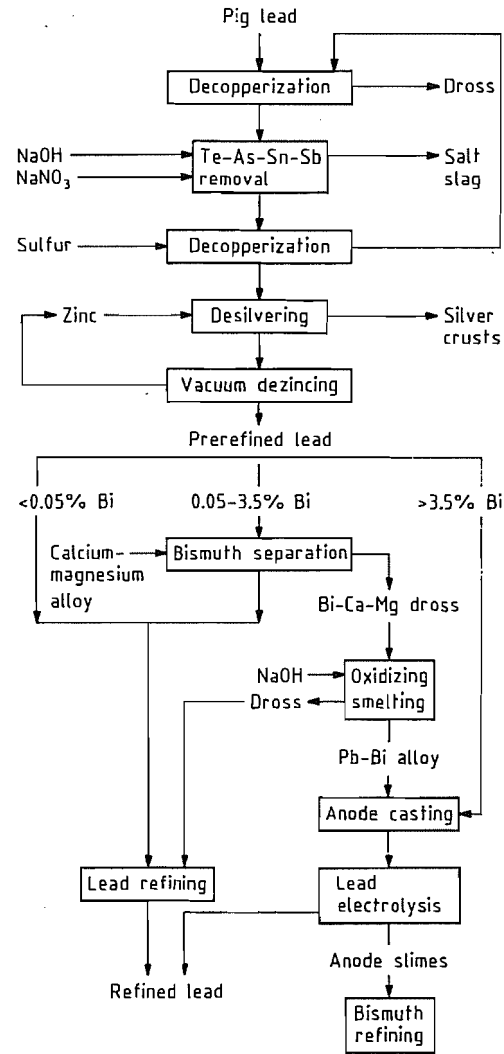 Pig lead
Decopperization
Dross
NaOH
NaNO₃
Te–As–Sn–Sb
removal
Salt
slag
Sulfur
Decopperization
Zinc
Desilvering
Silver
crusts
Vacuum dezincing
Prerefined lead
<0.05% Bi
0.05–3.5% Bi
>3.5% Bi
Calcium–
magnesium
alloy
Bismuth separation
Bi-Ca-Mg dross
NaOH
Dross
Oxidizing
smelting
Pb-Bi alloy
Anode casting
Lead refining
Lead
electrolysis
Anode slimes
Refined lead
Bismuth
refining